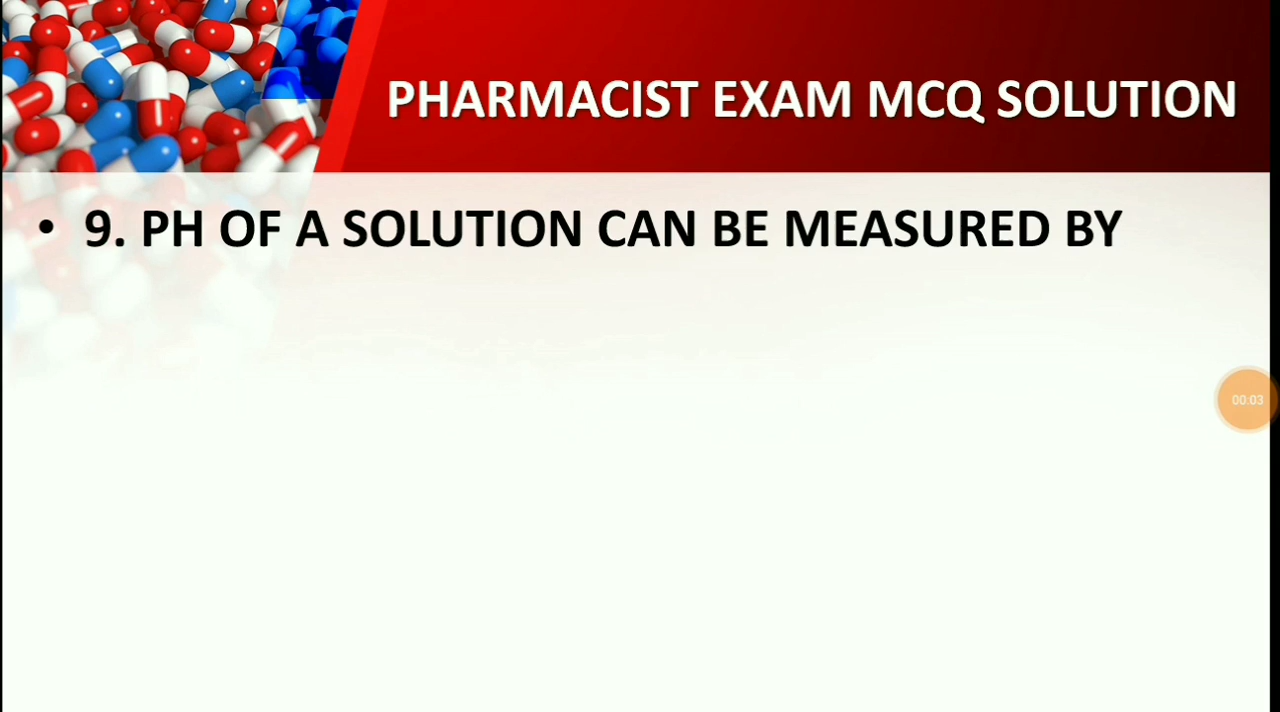 PHARMACIST EXAM MCQ SOLUTION
• 9. PH OF A SOLUTION CAN BE MEASURED BY
00:03